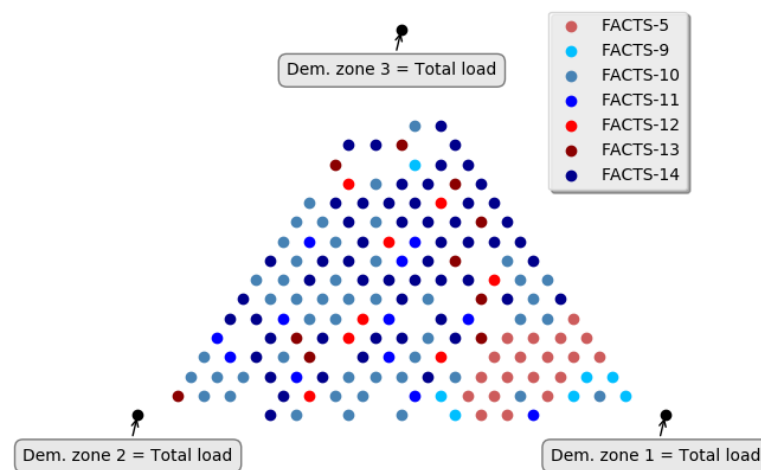 FACTS-5
FACTS-9
FACTS-10
FACTS-11
FACTS-12
FACTS-13
FACTS-14
Dem. zone 3 = Total load
Dem. zone 2 = Total load
Dem. zone 1 = Total load